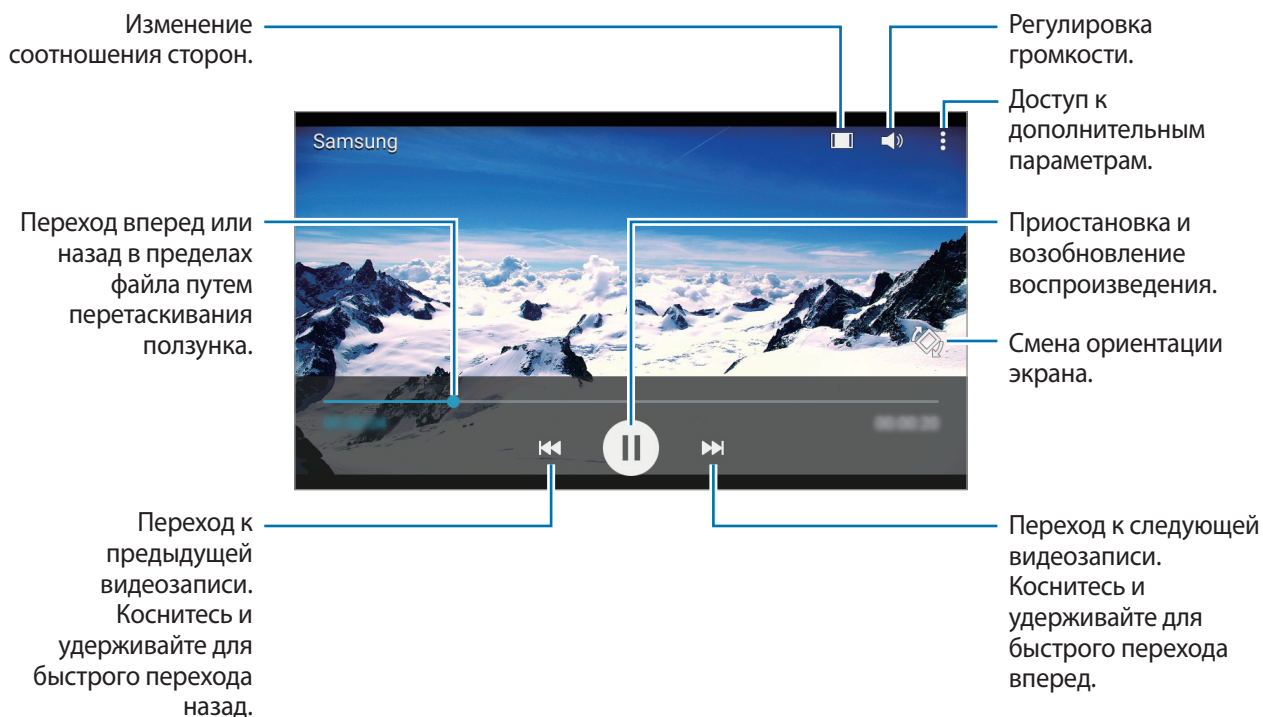 Изменение
соотношения сторон.
Регулировка
громкости.
Доступ к
дополнительным
параметрам.
Samsung
Переход вперед или
назад в пределах
файла путем
перетаскивания
ползунка.
Приостановка и
возобновление
воспроизведения.
Смена ориентации
экрана.
Переход к
предыдущей
видеозаписи.
Коснитесь и
удерживайте для
быстрого перехода
назад.
Переход к следующей
видеозаписи.
Коснитесь и
удерживайте для
быстрого перехода
вперед.